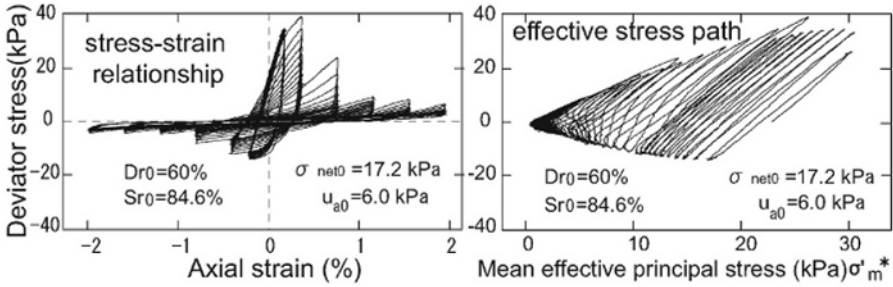 Deviator stress(kPa)
40
20
0
−20
−40
stress-strain
relationship
Dr0=60%
Sr0=84.6%
σ net0 =17.2 kPa
ua0=6.0 kPa
−2
−1
0
1
2
Axial strain (%)
40
20
0
−20
-40
effective stress path
Dr0=60%
Sr0=84.6%
σ net0 =17.2 kPa
ua0=6.0 kPa
0
10
20
30
Mean effective principal stress (kPa)σ'm*